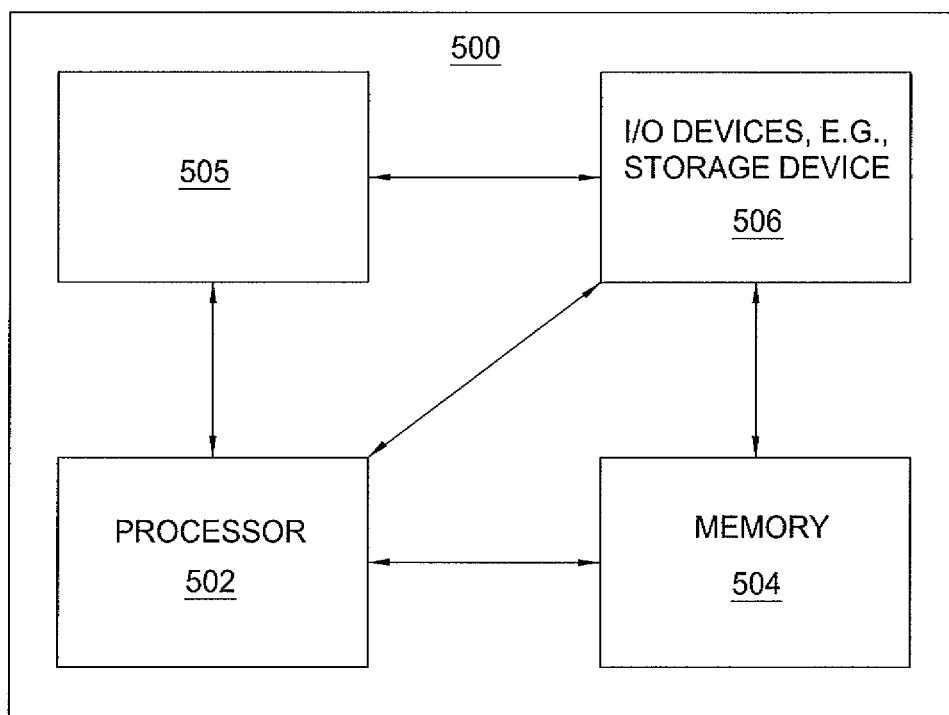 500
505
I/O DEVICES, E.G.,
STORAGE DEVICE
506
PROCESSOR
502
MEMORY
504